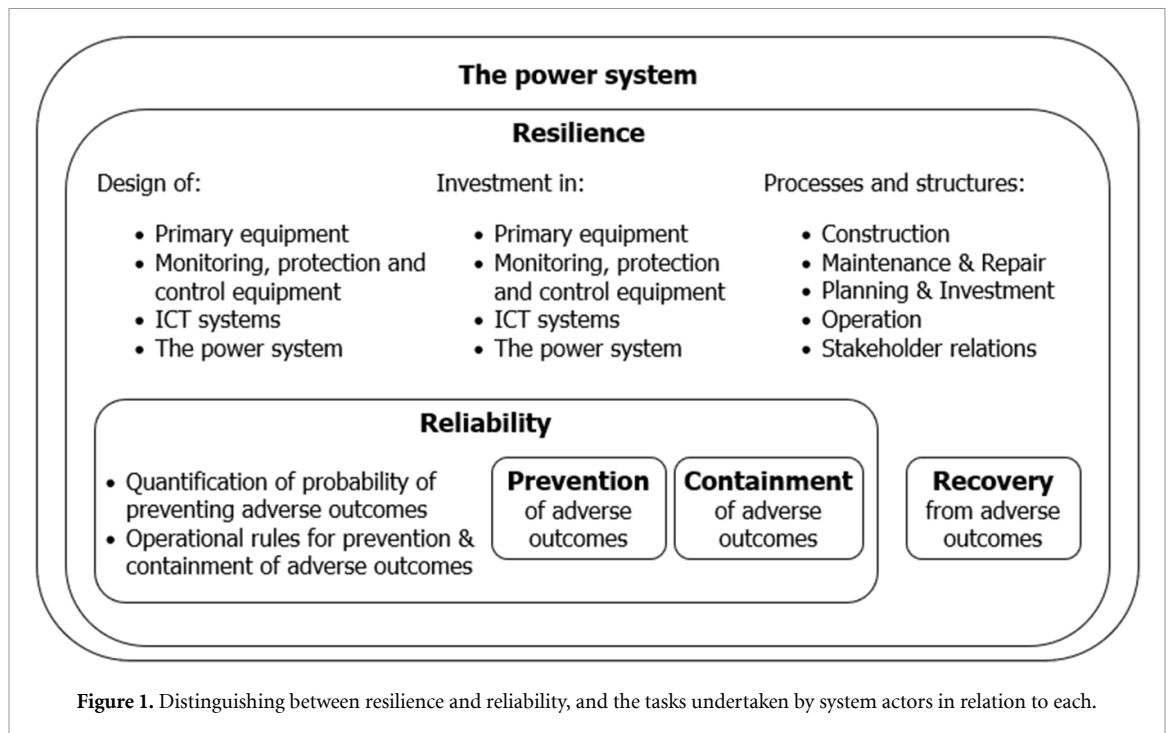 The power system
Resilience
Design of:
• Primary equipment
• Monitoring, protection and
control equipment
• ICT systems
• The power system
Investment in:
• Primary equipment
• Monitoring, protection
and control equipment
• ICT systems
• The power system
Processes and structures:
• Construction
• Maintenance & Repair
• Planning & Investment
• Operation
• Stakeholder relations
Reliability
• Quantification of probability of
preventing adverse outcomes
• Operational rules for prevention &
containment of adverse outcomes
Prevention
of adverse
outcomes
Containment
of adverse
outcomes
Recovery
from adverse
outcomes
Figure 1. Distinguishing between resilience and reliability, and the tasks undertaken by system actors in relation to each.